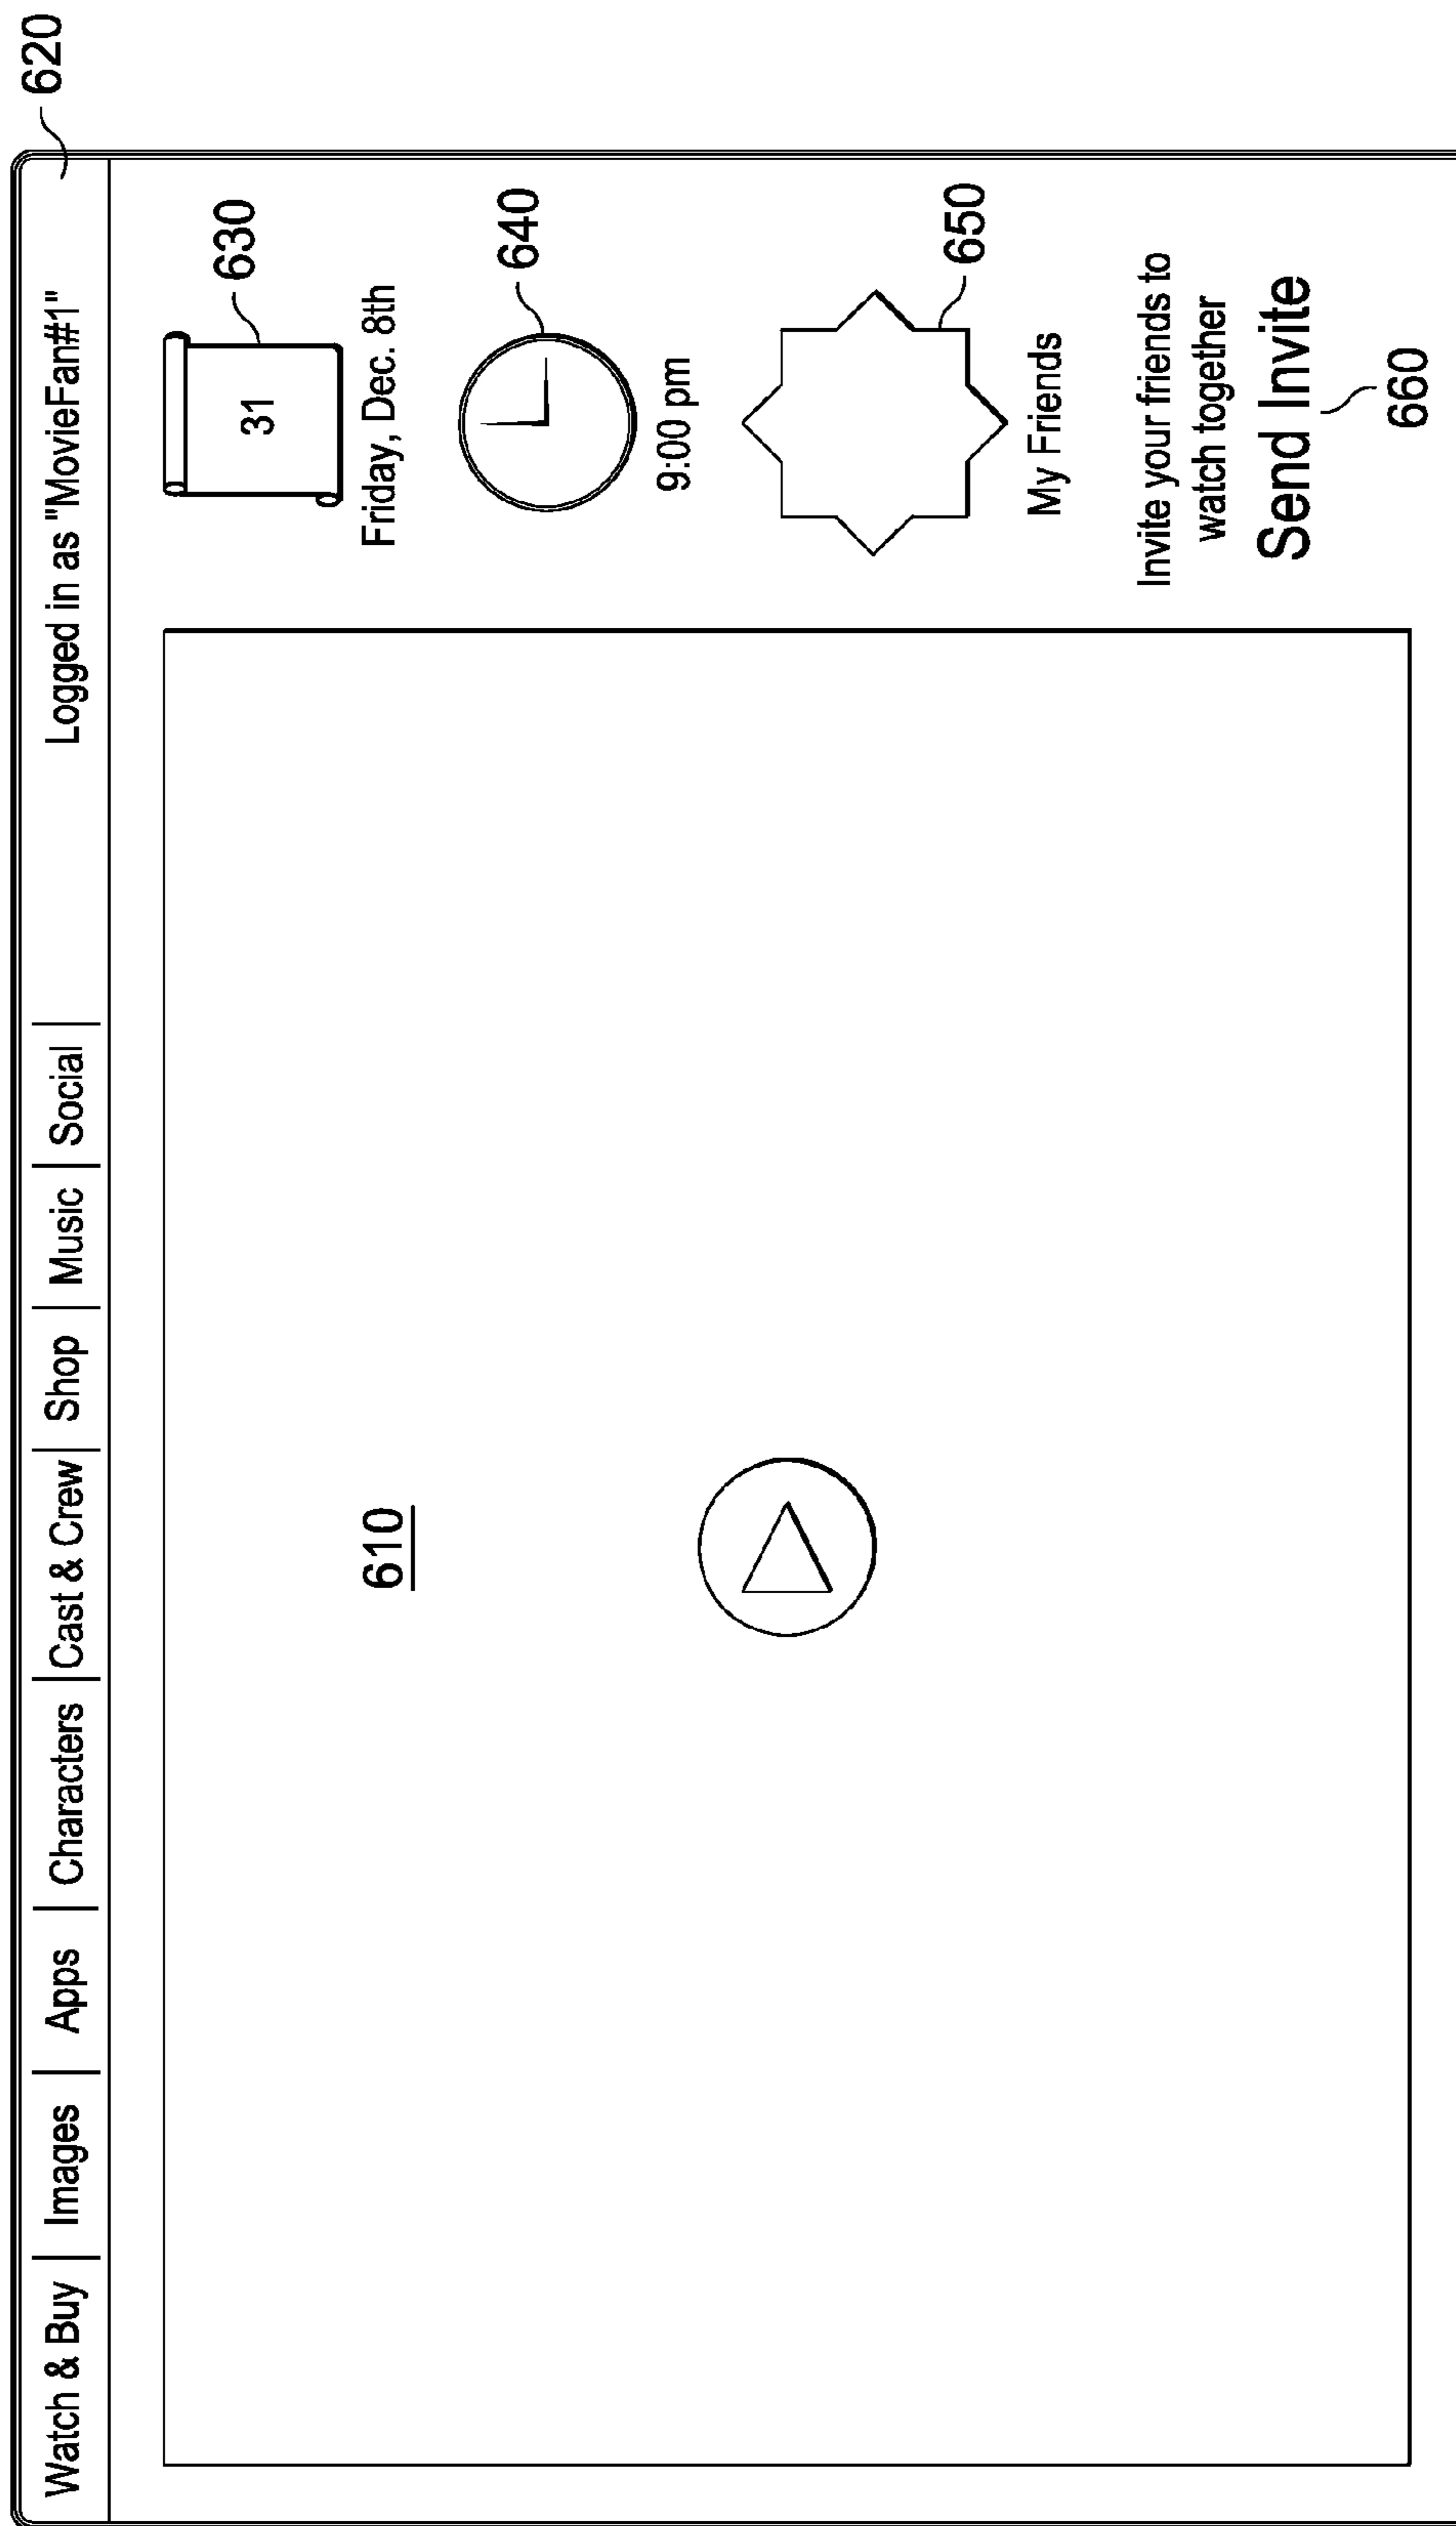 620
Watch & Buy | Images | Apps | Characters | Cast & Crew | Shop | Music | Social | Logged in as "MovieFan#1"
610
31
630
Friday, Dec. 8th
640
9:00 pm
650
My Friends
Invite your friends to
watch together
Send Invite
660